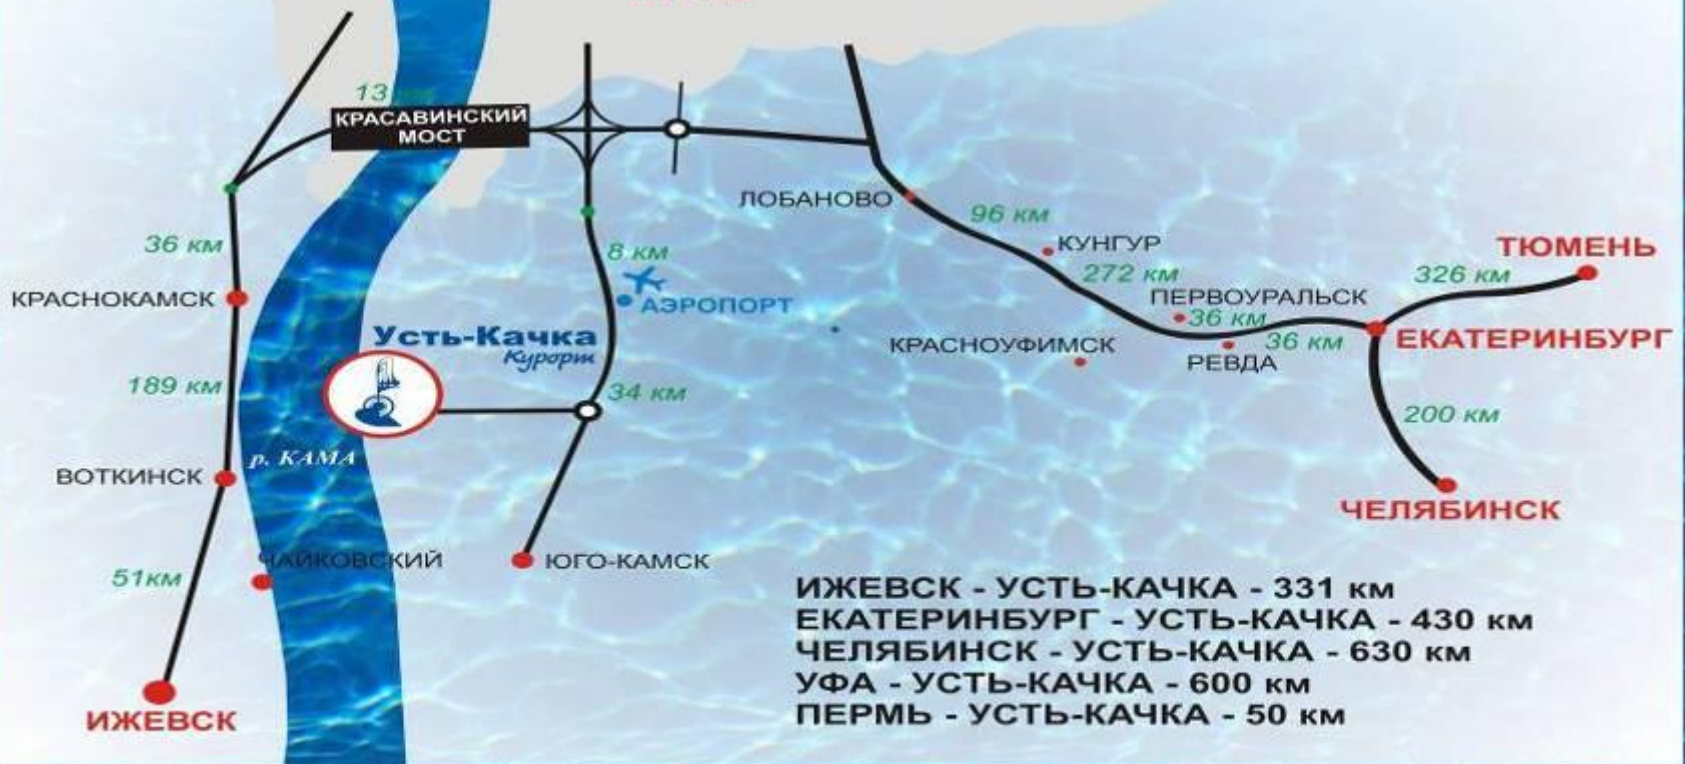 13 км
КРАСАВИНСКИЙ
МОСТ
ЛОБАНОВО
96 км
36 км
8 км
КУНГУР
ТЮМЕНЬ
272 км
326 км
КРАСНОКАМСК
АЭРОПОРТ
ПЕРВОУРАЛЬСК
36 км
Усть-Качка
Курорт
КРАСНОУФИМСК
36 км
ЕКАТЕРИНБУРГ
РЕВДА
189 км
34 км
200 км
р. КАМА
ВОТКИНСК
ЧЕЛЯБИНСК
ЧАЙКОВСКИЙ
ЮГО-КАМСК
51км
ИЖЕВСК
ИЖЕВСК - УСТЬ-КАЧКА - 331 км
ЕКАТЕРИНБУРГ - УСТЬ-КАЧКА - 430 км
ЧЕЛЯБИНСК - УСТЬ-КАЧКА - 630 км
УФА - УСТЬ-КАЧКА - 600 км
ПЕРМЬ - УСТЬ-КАЧКА - 50 км